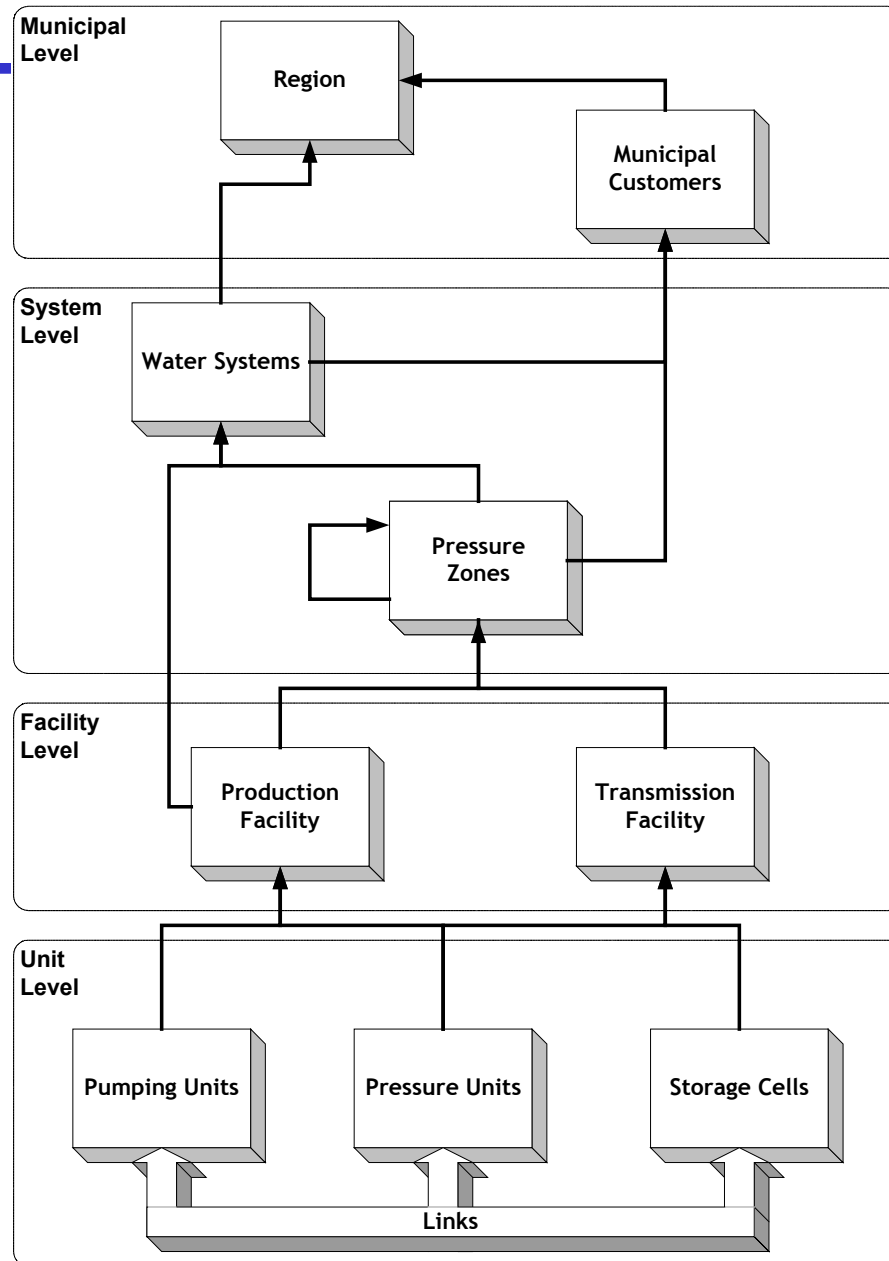 Municipal
Level
Region
Municipal
Customers
System
Level
Water Systems
Pressure
Zones
Facility
Level
Production
Facility
Transmission
Facility
Unit
Level
Pumping Units
Pressure Units
Storage Cells
Links